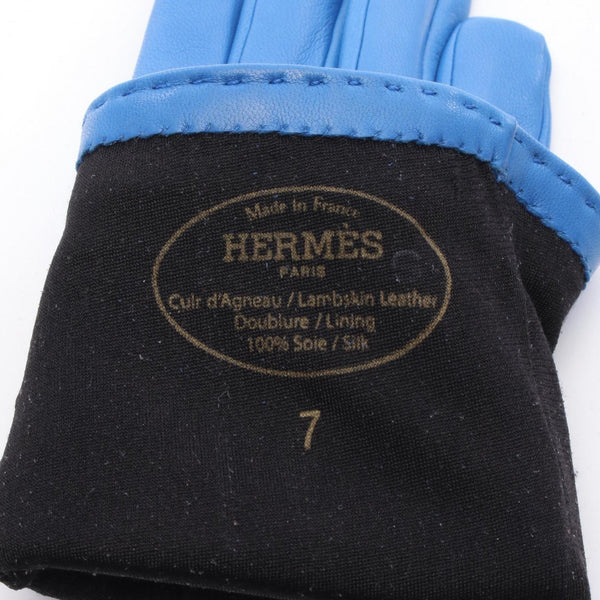 Made in France
HERMÈS
PARIS
Cuir d'Agneau / Lambskin Leather
Doublure / Lining
100% Soie / Silk
7